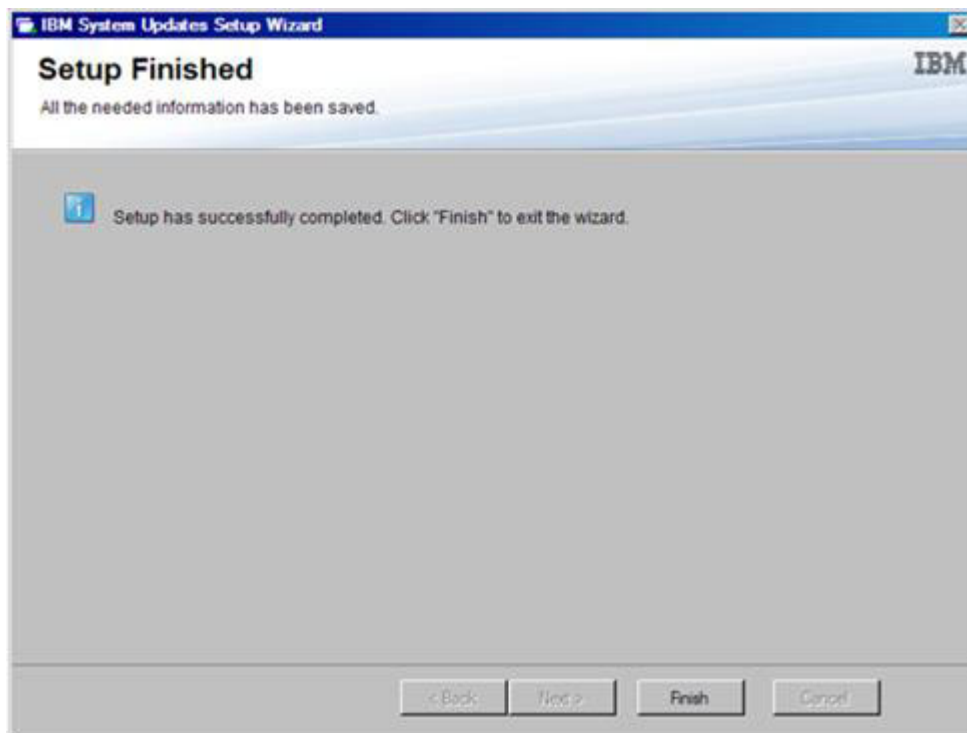 IBM System Updates Setup Wizard
Setup Finished
IBM
All the needed information has been saved.
Setup has successfully completed. Click "Finish" to exit the wizard.
< Back Next > Finish Cancel